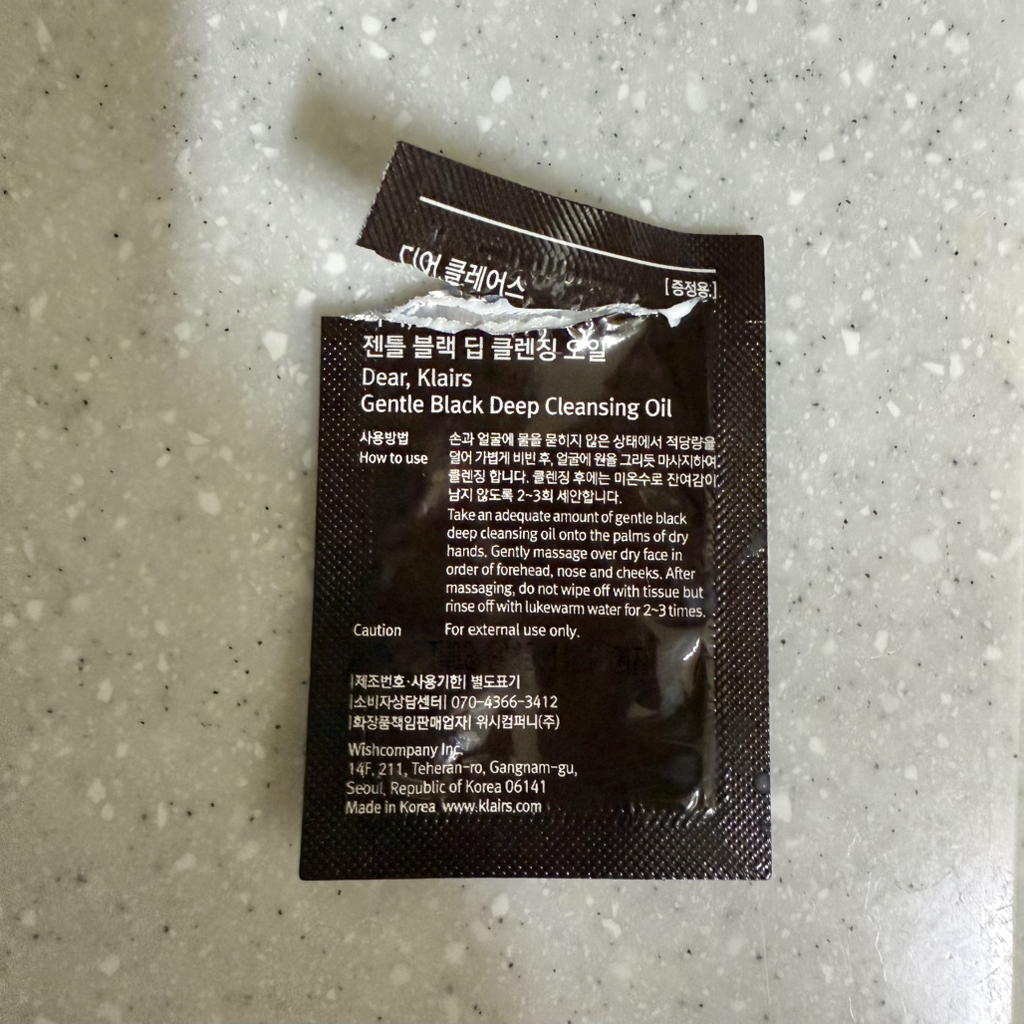 디어, 클레어스
[증정용]
젠틀 블랙 딥 클렌징 오일
Dear, Klairs
Gentle Black Deep Cleansing Oil
사용방법
How to use
손과 얼굴에 물을 묻히지 않은 상태에서 적당량을
덜어 가볍게 비빈 후, 얼굴에 원을 그리듯 마사지하여
클렌징 합니다. 클렌징 후에는 미온수로 잔여감이
남지 않도록 2~3회 세안합니다.
Take an adequate amount of gentle black
deep cleansing oil onto the palms of dry
hands. Gently massage over dry face in
order of forehead, nose and cheeks. After
massaging, do not wipe off with tissue but
rinse off with lukewarm water for 2~3 times.
Caution For external use only.
|제조번호·사용기한| 별도표기
|소비자상담센터| 070-4366-3412
|화장품책임판매업자| 위시컴퍼니(주)
Wishcompany Inc.
14F, 211, Teheran-ro, Gangnam-gu,
Seoul, Republic of Korea 06141
Made in Korea www.klairs.com